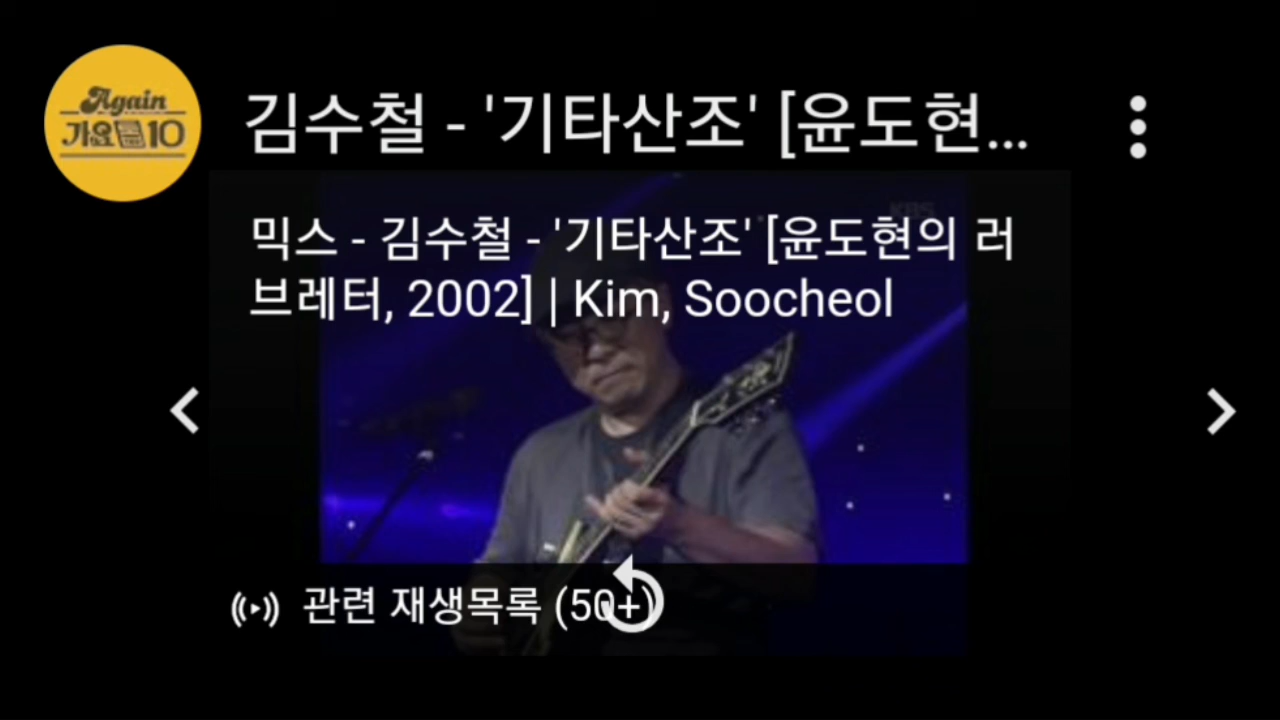 Again
가요톱10
김수철 - '기타산조' [윤도현...
KBS
믹스 - 김수철 - '기타산조' [윤도현의 러
브레터, 2002] | Kim, Soocheol
관련 재생목록 (50+)